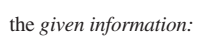 the given information: